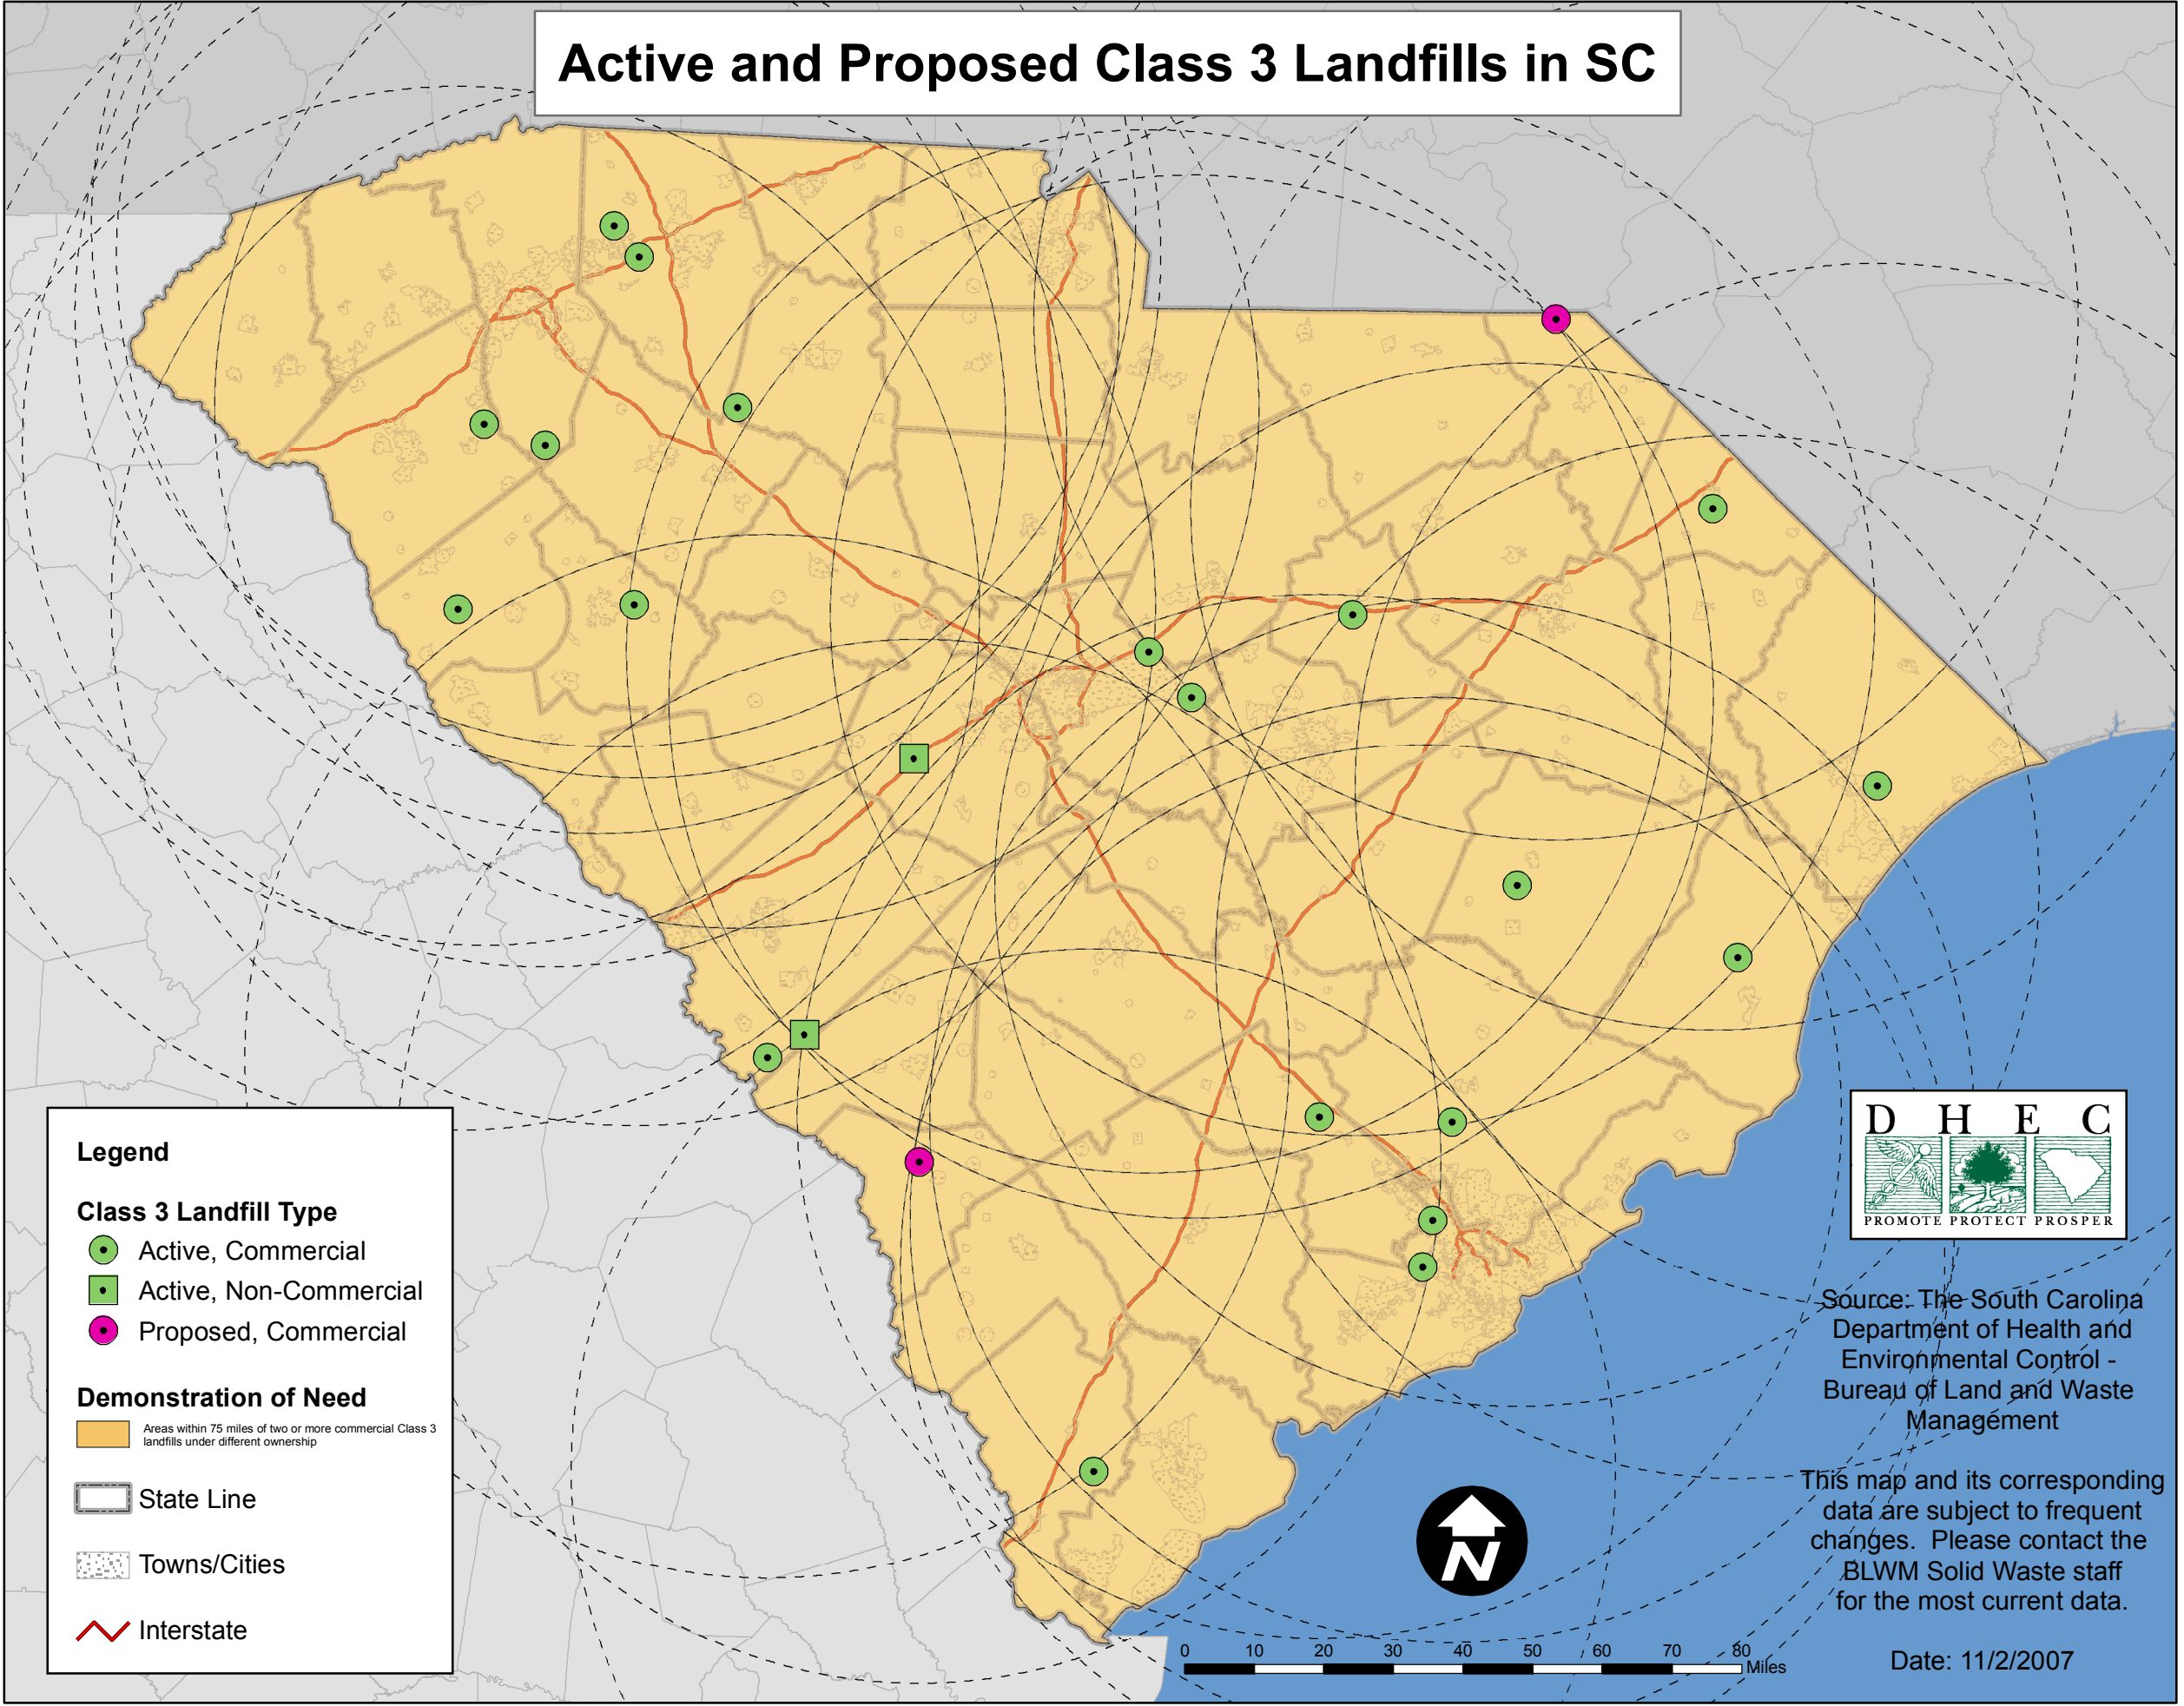 Active and Proposed Class 3 Landfills in SC
Legend
Class 3 Landfill Type
Active, Commercial
Active, Non-Commercial
Proposed, Commercial
Demonstration of Need
Areas within 75 miles of two or more commercial Class 3
landfills under different ownership
State Line
Towns/Cities
Interstate
D H E C
PROMOTE PROTECT PROSPER
Source: The South Carolina
Department of Health and
Environmental Control -
Bureau of Land and Waste
Management
This map and its corresponding
data are subject to frequent
changes. Please contact the
BLWM Solid Waste staff
for the most current data.
Date: 11/2/2007
N
0 10 20 30 40 50 60 70 80
Miles